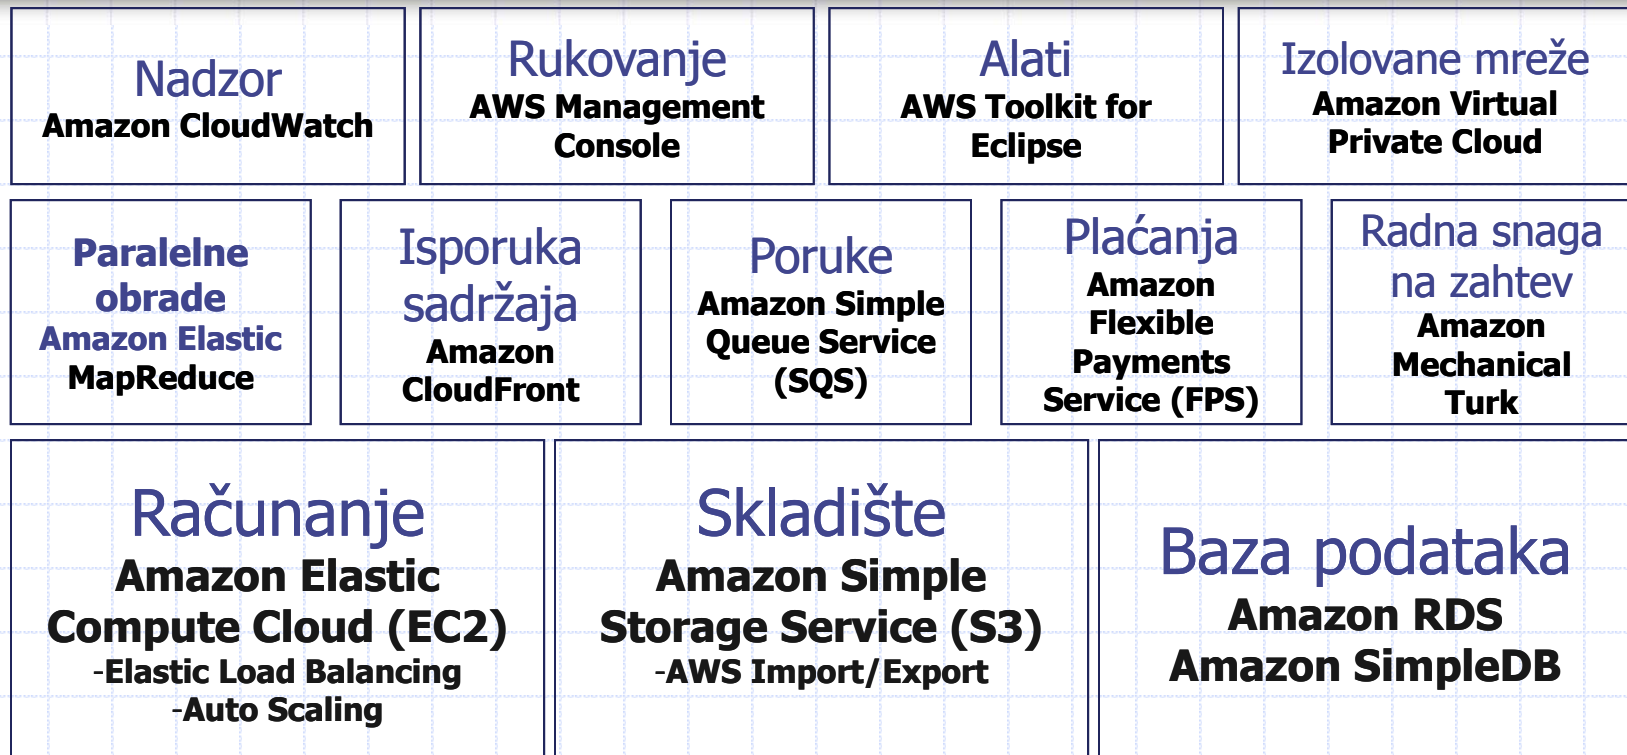 Nadzor
Amazon CloudWatch
Rukovanje
AWS Management
Console
Alati
AWS Toolkit for
Eclipse
Izolovane mreže
Amazon Virtual
Private Cloud
Paralelne
obrade
Amazon Elastic
MapReduce
Isporuka
sadržaja
Amazon
CloudFront
Poruke
Amazon Simple
Queue Service
(SQS)
Plaćanja
Amazon
Flexible
Payments
Service (FPS)
Radna snaga
na zahtev
Amazon
Mechanical
Turk
Računanje
Amazon Elastic
Compute Cloud (EC2)
-Elastic Load Balancing
-Auto Scaling
Skladište
Amazon Simple
Storage Service (S3)
-AWS Import/Export
Baza podataka
Amazon RDS
Amazon SimpleDB